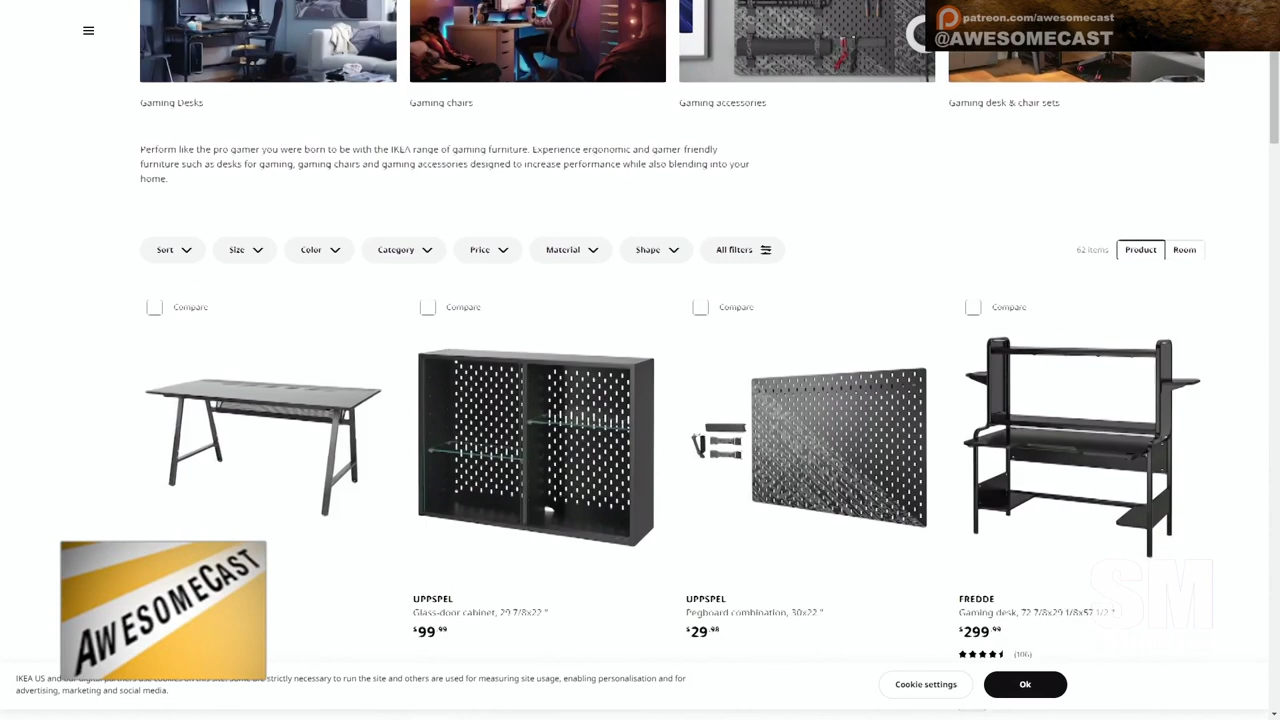 patreon.com/awesomecast
@AWESOMECAST
Gaming Desks
Gaming chairs
Gaming accessories
Gaming desk & chair sets
Perform like the pro gamer you were born to be with the IKEA range of gaming furniture. Experience ergonomic and gamer friendly
furniture such as desks for gaming, gaming chairs and gaming accessories designed to increase performance while also blending into your
home.
Sort
Size
Color
Category
Price
Material
Shape
All filters
62 items
Product
Room
Compare
Compare
Compare
Compare
UPPSPEL
Glass-door cabinet, 29 7/8x22 "
$99.99
UPPSPEL
Pegboard combination, 30x22 "
$29.98
FREDDE
Gaming desk, 72 7/8x29 1/8x57 1/2 "
$299.99
(106)
AWESOMECAST
SM
IKEA US and our digital partners use cookies on this site. Some are strictly necessary to run the site and others are used for measuring site usage, enabling personalisation and for
advertising, marketing and social media.
Cookie settings
Ok